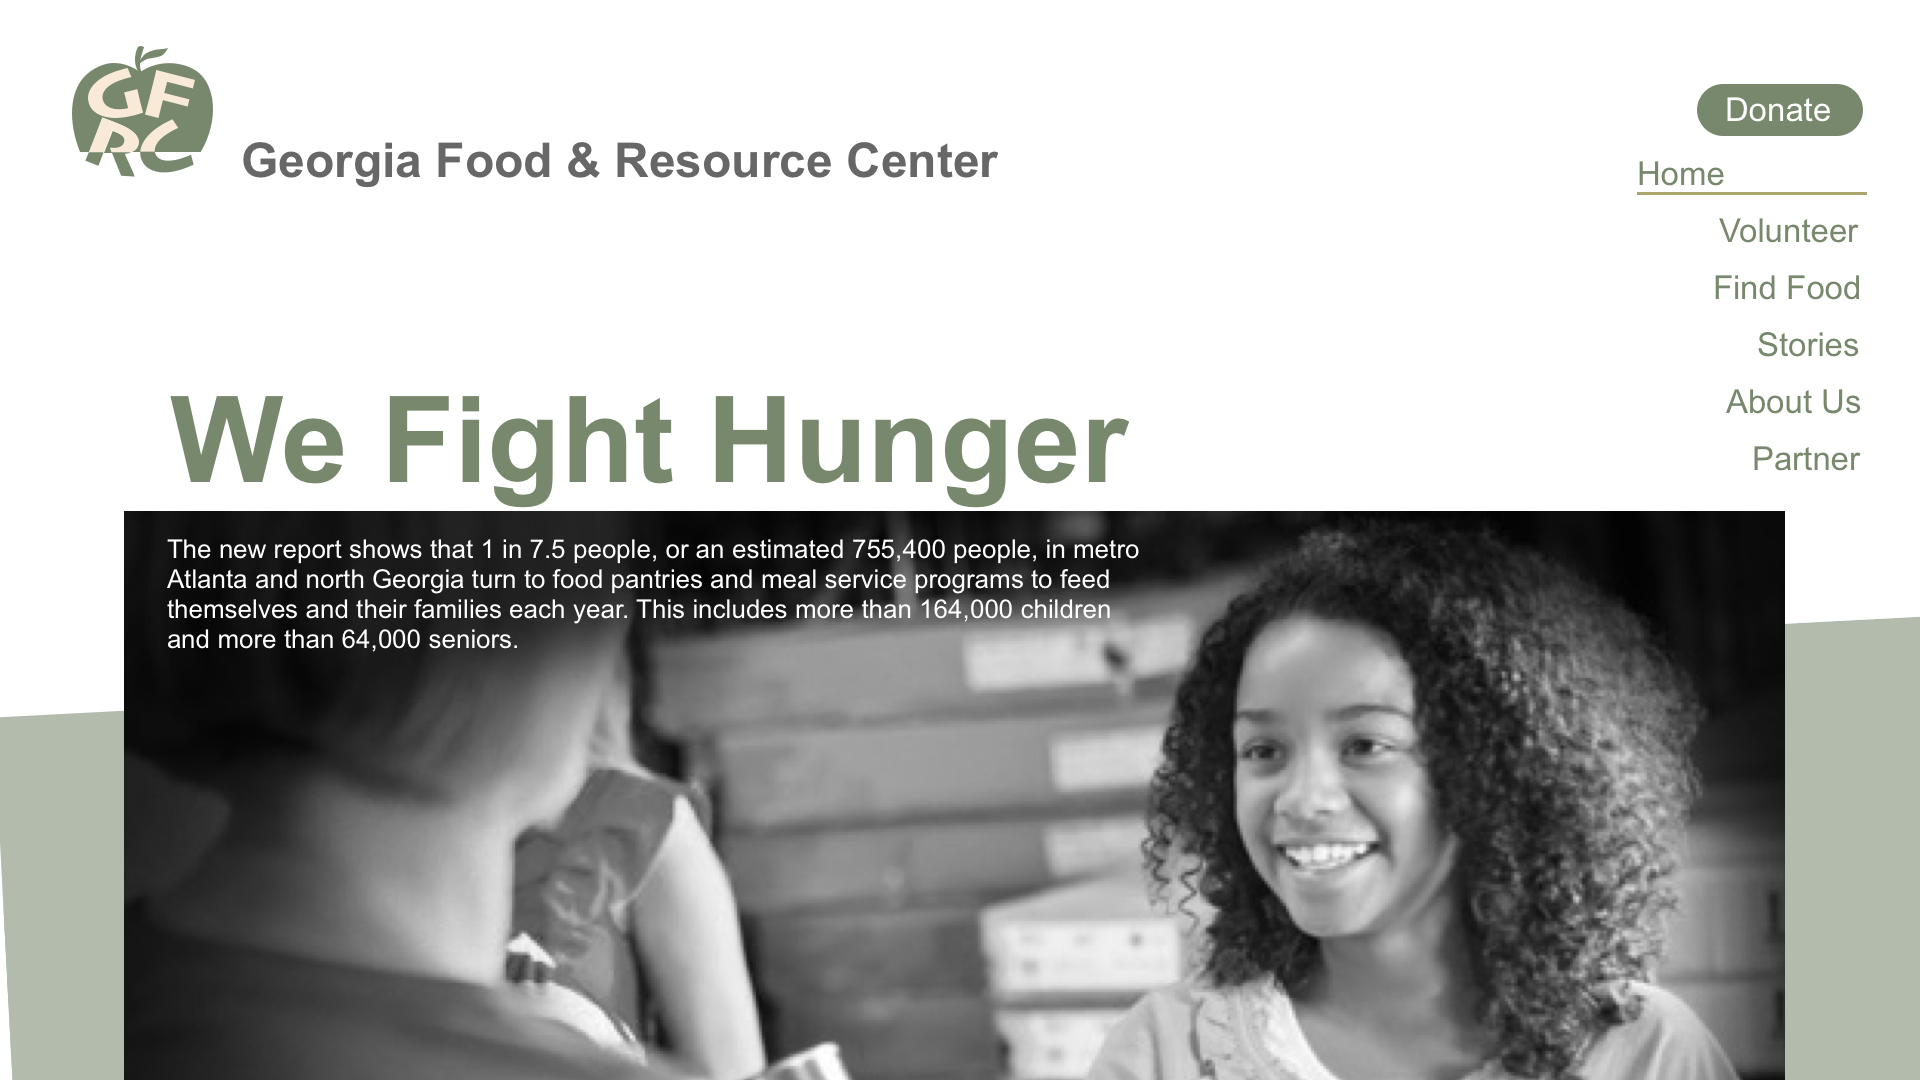 GF
RC
Georgia Food & Resource Center
Donate
Home
Volunteer
Find Food
Stories
About Us
Partner
We Fight Hunger
The new report shows that 1 in 7.5 people, or an estimated 755,400 people, in metro
Atlanta and north Georgia turn to food pantries and meal service programs to feed
themselves and their families each year. This includes more than 164,000 children
and more than 64,000 seniors.